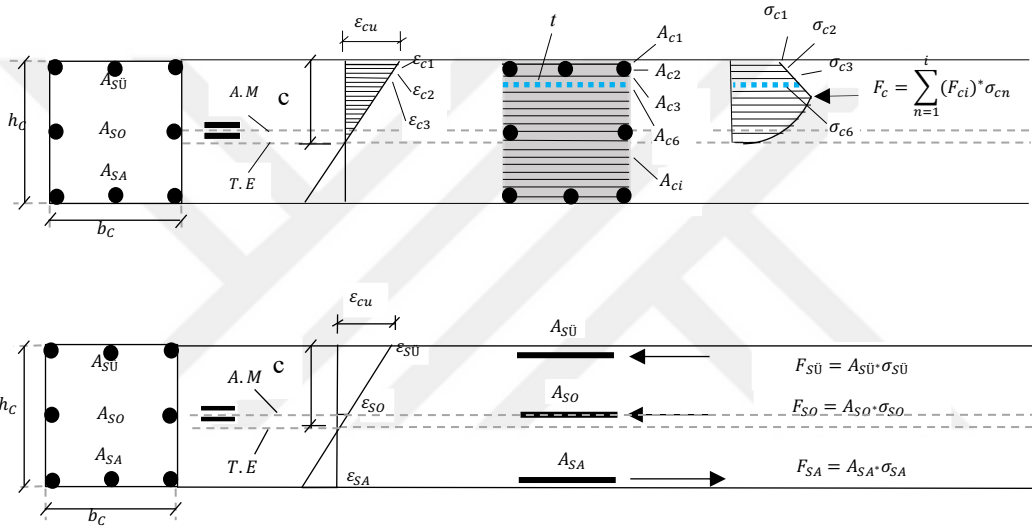 ε_cu
t
A_c1
σ_c1
σ_c2
A_SÜ
ε_c1
A_c2
σ_c3
A.M
C
ε_c2
A_c3
F_c = ∑_{n=1}^{i} (F_ci)*σ_cn
h_C
A_SO
ε_c3
A_c6
σ_c6
A_SA
T.E
A_ci
b_C
ε_cu
A_SÜ
A_SÜ
C
ε_SÜ
F_SÜ = A_SÜ*σ_SÜ
A.M
h_C
A_SO
ε_SO
A_SO
F_SO = A_SO*σ_SO
A_SA
T.E
A_SA
ε_SA
F_SA = A_SA*σ_SA
b_C